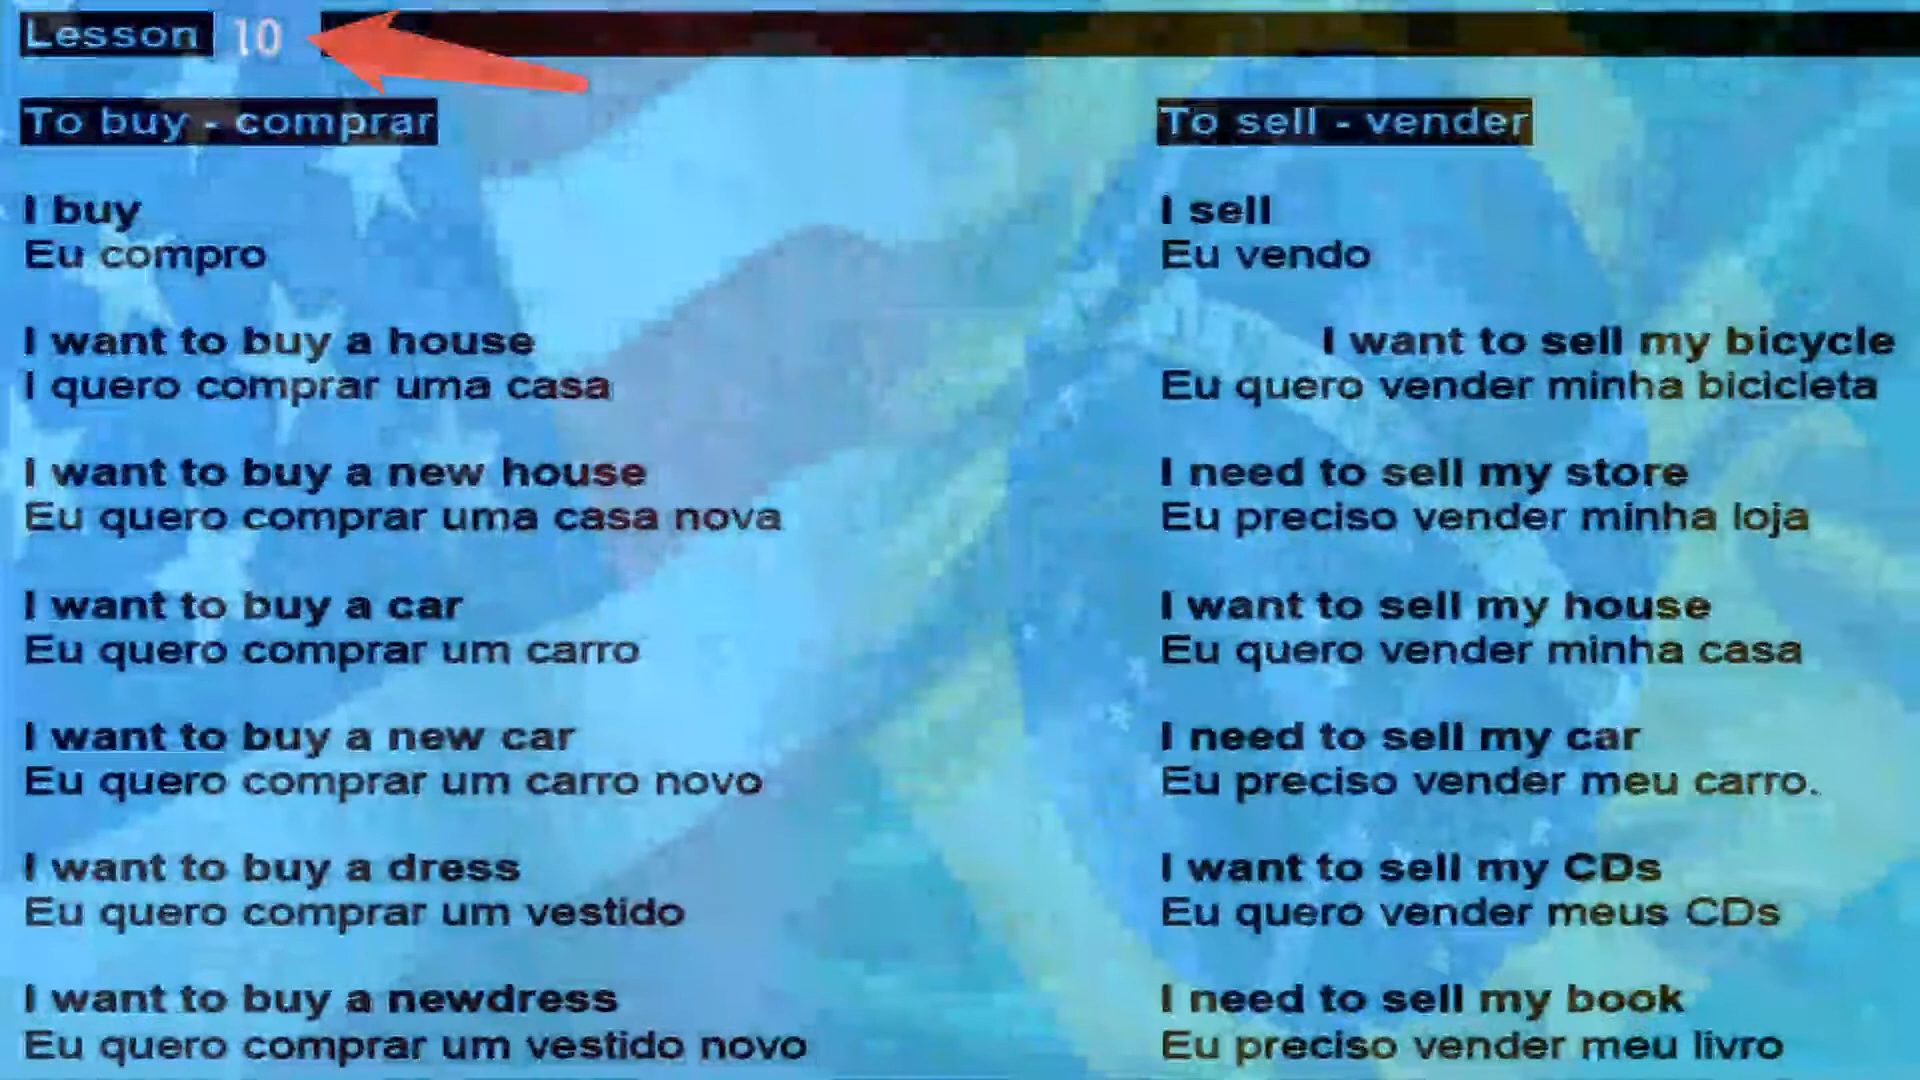 Lesson 10
To buy - comprar
I buy
Eu compro
I want to buy a house
I quero comprar uma casa
I want to buy a new house
Eu quero comprar uma casa nova
I want to buy a car
Eu quero comprar um carro
I want to buy a new car
Eu quero comprar um carro novo
I want to buy a dress
Eu quero comprar um vestido
I want to buy a newdress
Eu quero comprar um vestido novo
To sell - vender
I sell
Eu vendo
I want to sell my bicycle
Eu quero vender minha bicicleta
I need to sell my store
Eu preciso vender minha loja
I want to sell my house
Eu quero vender minha casa
I need to sell my car
Eu preciso vender meu carro.
I want to sell my CDs
Eu quero vender meus CDs
I need to sell my book
Eu preciso vender meu livro